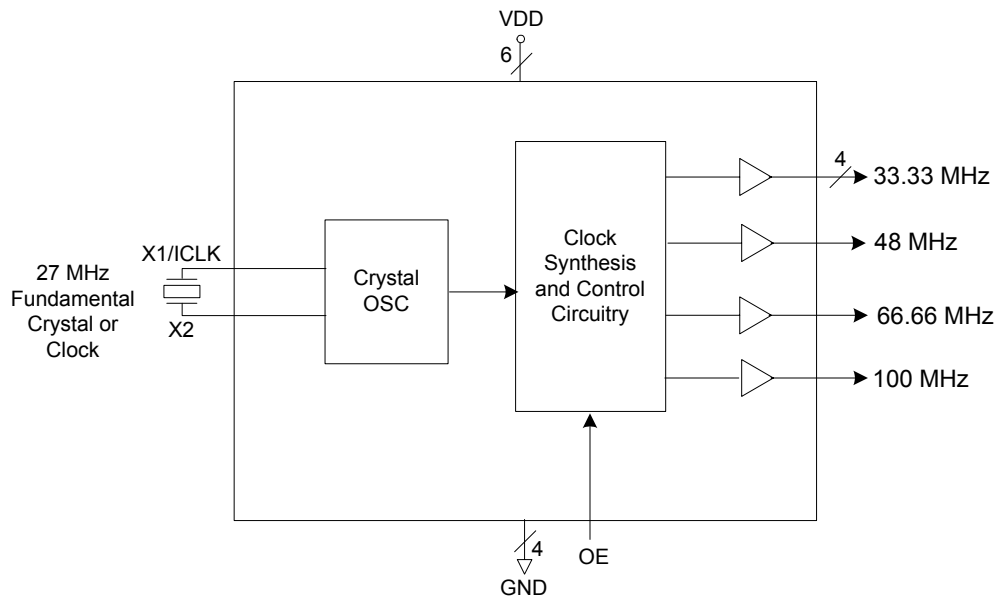 VDD
6
4
33.33 MHz
48 MHz
66.66 MHz
100 MHz
X1/ICLK
X2
27 MHz
Fundamental
Crystal or
Clock
Crystal
OSC
Clock
Synthesis
and Control
Circuitry
4
GND
OE